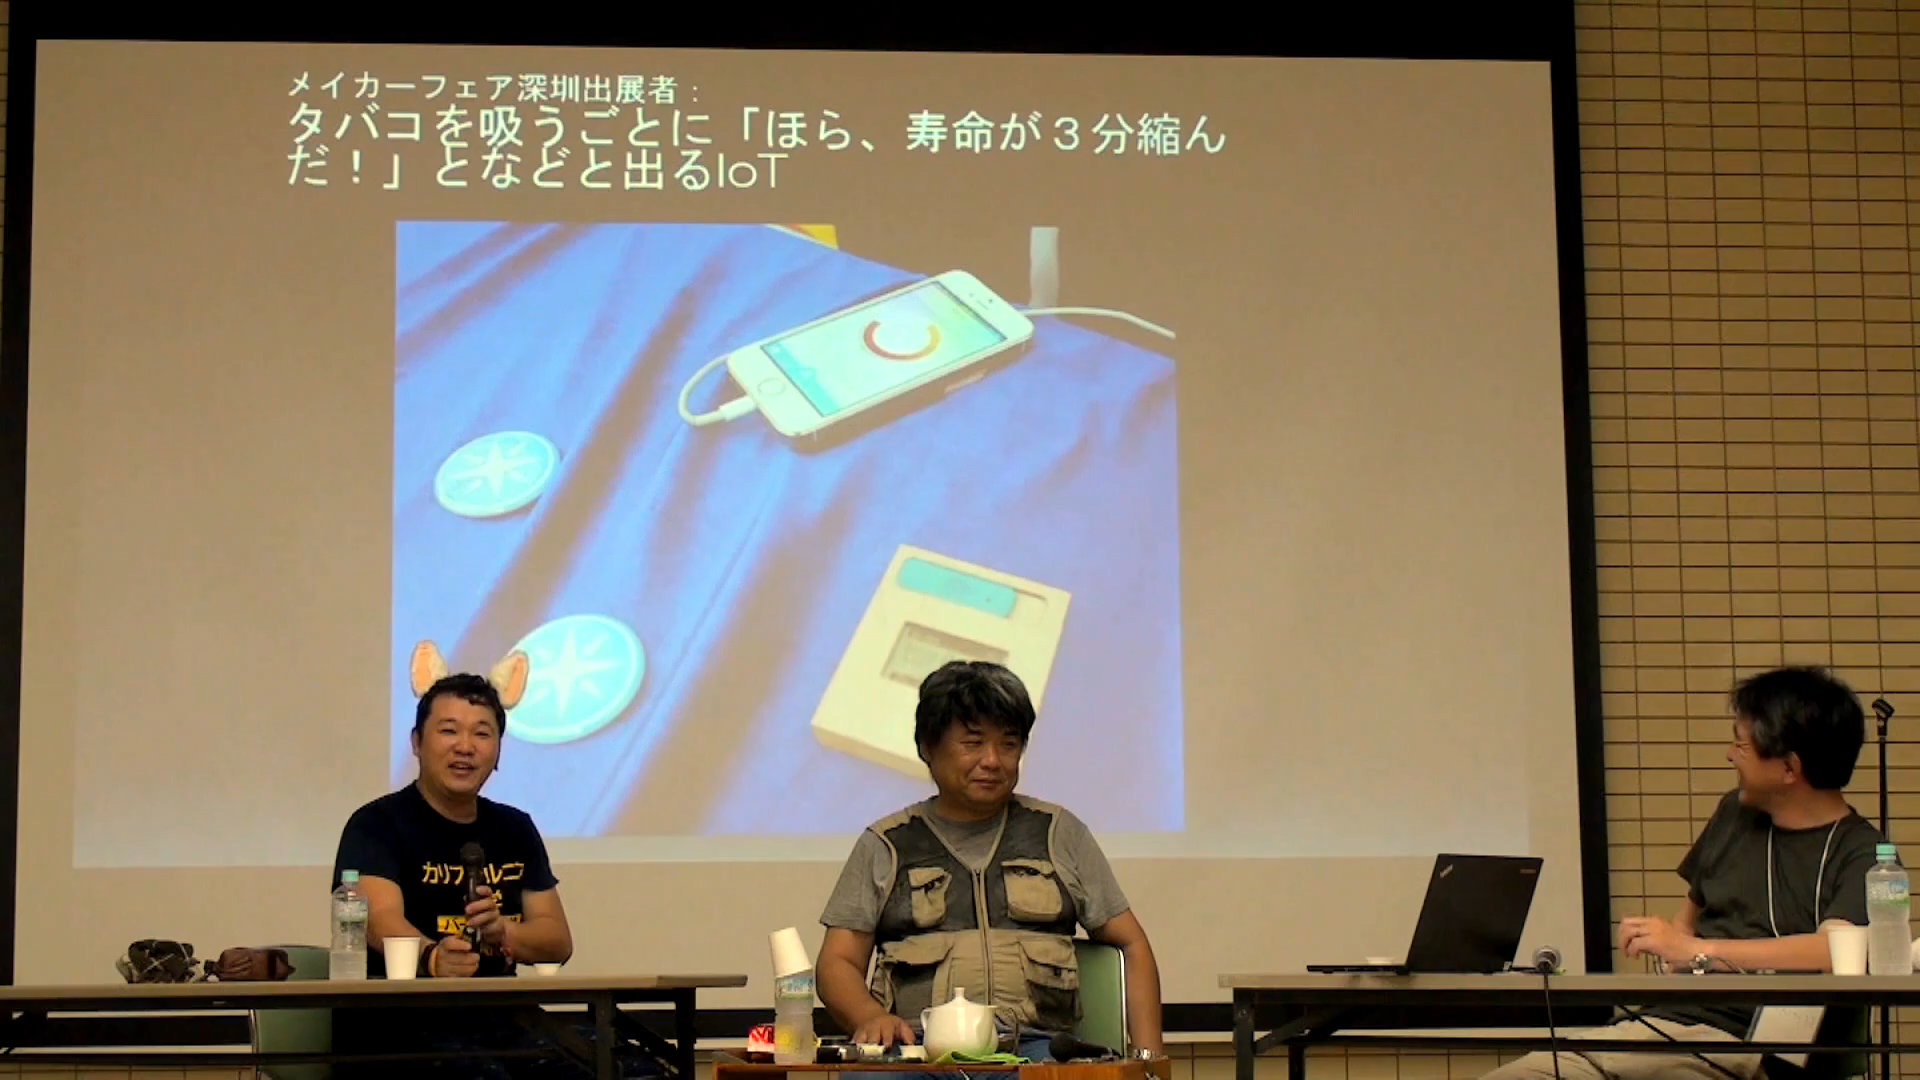 メイカーフェア深圳出展者：
タバコを吸うごとに「ほら、寿命が３分縮ん
だ！」となどと出るIoT